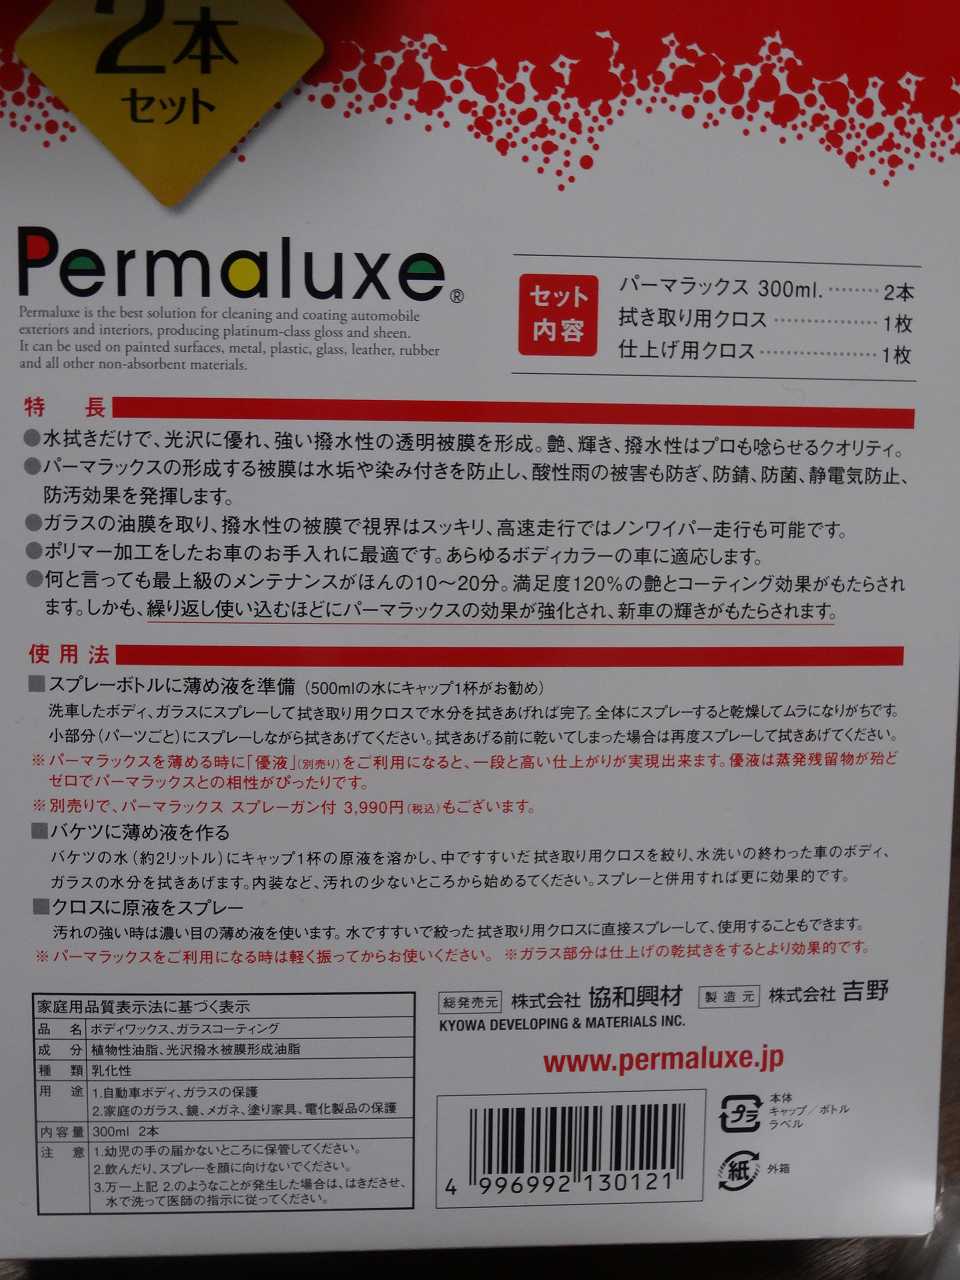 2本
セット
Permaluxe®
Permaluxe is the best solution for cleaning and coating automobile
exteriors and interiors, producing platinum-class gloss and sheen.
It can be used on painted surfaces, metal, plastic, glass, leather, rubber
and all other non-absorbent materials.
セット
内容
パーマラックス 300ml.………2本
拭き取り用クロス………………1枚
仕上げ用クロス…………………1枚
特 長
●水拭きだけで、光沢に優れ、強い撥水性の透明被膜を形成。艶、輝き、撥水性はプロも唸らせるクオリティ。
●パーマラックスの形成する被膜は水垢や染み付きを防止し、酸性雨の被害も防ぎ、防錆、防菌、静電気防止、
防汚効果を発揮します。
●ガラスの油膜を取り、撥水性の被膜で視界はスッキリ、高速走行ではノンワイパー走行も可能です。
●ポリマー加工をしたお車のお手入れに最適です。あらゆるボディカラーの車に適応します。
●何と言っても最上級のメンテナンスがほんの10〜20分。満足度120%の艶とコーティング効果がもたらされ
ます。しかも、繰り返し使い込むほどにパーマラックスの効果が強化され、新車の輝きがもたらされます。
使用法
■スプレーボトルに薄め液を準備（500mlの水にキャップ1杯がお勧め）
洗車したボディ、ガラスにスプレーして拭き取り用クロスで水分を拭きあげれば完了。全体にスプレーすると乾燥してムラになりがちです。
小部分（パーツごと）にスプレーしながら拭きあげてください。拭きあげる前に乾いてしまった場合は再度スプレーして拭きあげてください。
※パーマラックスを薄める時に「優液」（別売り）をご利用になると、一段と高い仕上がりが実現出来ます。優液は蒸発残留物が殆ど
ゼロでパーマラックスとの相性がぴったりです。
※別売りで、パーマラックス スプレーガン付 3,990円（税込）もございます。
■バケツに薄め液を作る
バケツの水（約2リットル）にキャップ1杯の原液を溶かし、中ですすいだ拭き取り用クロスを絞り、水洗いの終わった車のボディ、
ガラスの水分を拭きあげます。内装など、汚れの少ないところから始めるてください。スプレーと併用すれば更に効果的です。
■クロスに原液をスプレー
汚れの強い時は濃い目の薄め液を使います。水ですすいで絞った拭き取り用クロスに直接スプレーして、使用することもできます。
※パーマラックスをご利用になる時は軽く振ってからお使いください。 ※ガラス部分は仕上げの乾拭きをするとより効果的です。
家庭用品質表示法に基づく表示
品 名 ボディワックス、ガラスコーティング
成 分 植物性油脂、光沢撥水被膜形成油脂
種 類 乳化性
用 途 1.自動車ボディ、ガラスの保護
2.家庭のガラス、鏡、メガネ、塗り家具、電化製品の保護
内容量 300ml 2本
注 意 1.幼児の手の届かないところに保管してください。
2.飲んだり、スプレーを顔に向けないでください。
3.万一上記 2.のようなことが発生した場合は、はきださせ、
水で洗って医師の指示に従ってください。
総発売元 株式会社 協和興材 製造元 株式会社 吉野
KYOWA DEVELOPING & MATERIALS INC.
www.permaluxe.jp
4 996992 130121
プラ
本体
キャップ／ボトル
ラベル
紙
外箱